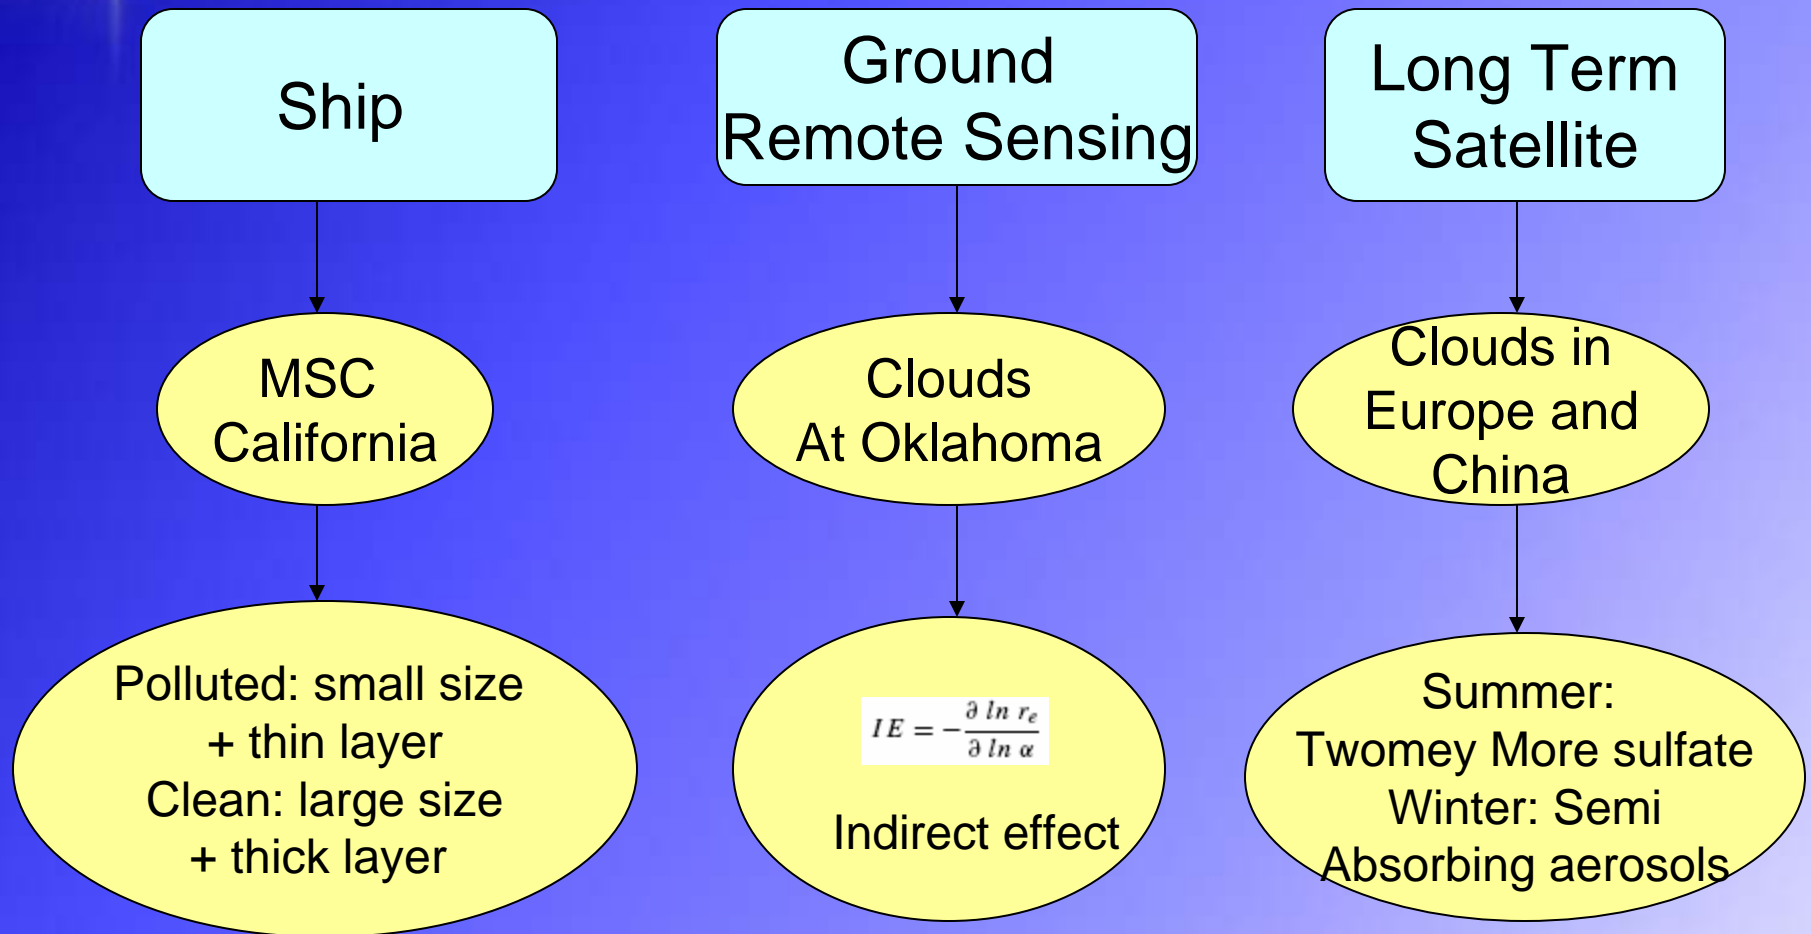 Ship
Ground
Remote Sensing
Long Term
Satellite
MSC
California
Clouds
At Oklahoma
Clouds in
Europe and
China
Polluted: small size
+ thin layer
Clean: large size
+ thick layer
IE = -∂ ln r_e / ∂ ln α
Indirect effect
Summer:
Twomey More sulfate
Winter: Semi
Absorbing aerosols